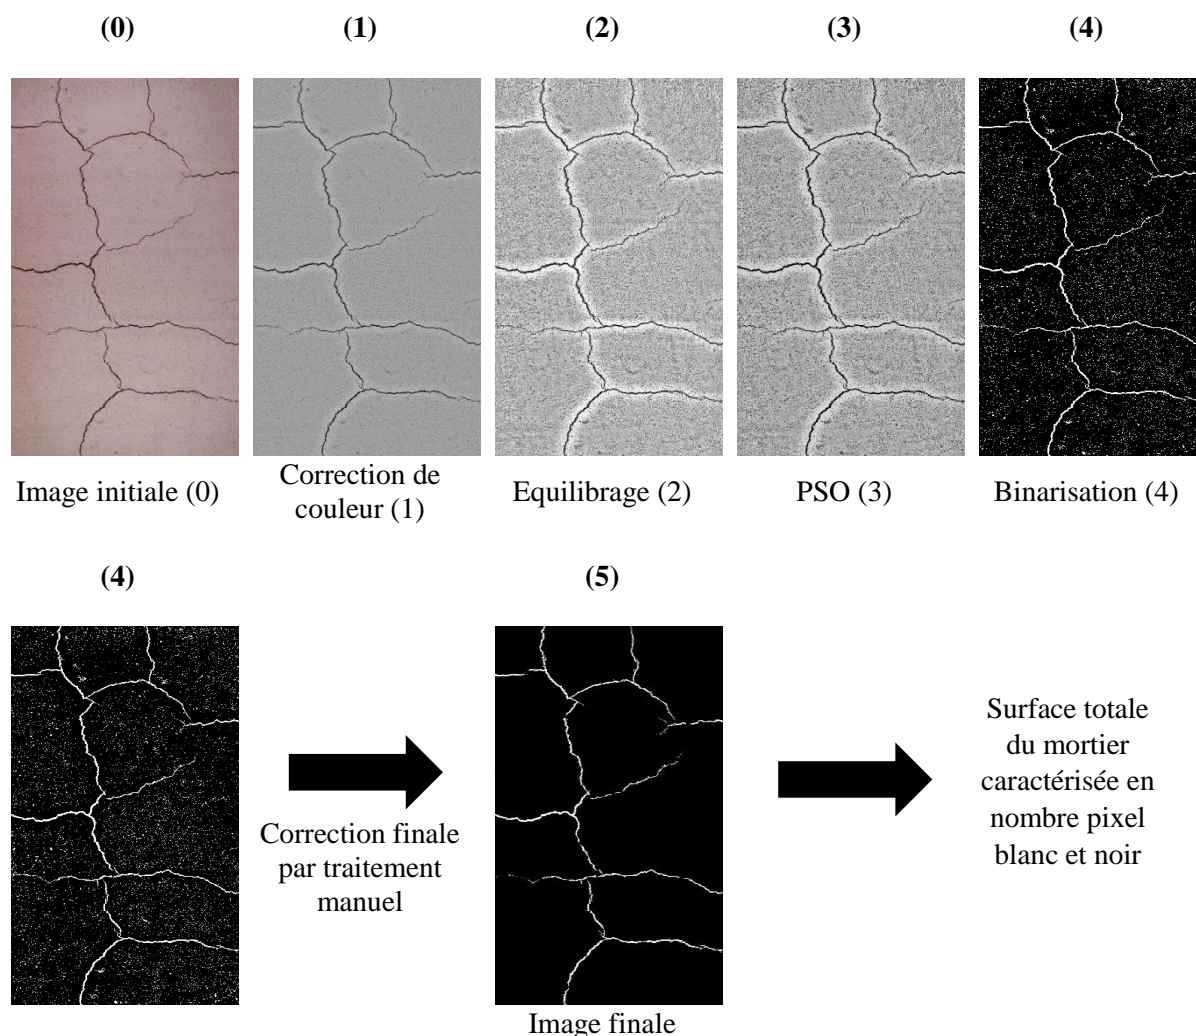 (0)
(1)
(2)
(3)
(4)
Image initiale (0)
Correction de
couleur (1)
Equilibrage (2)
PSO (3)
Binarisation (4)
(4)
(5)
Correction finale
par traitement
manuel
Surface totale
du mortier
caractérisée en
nombre pixel
blanc et noir
Image finale